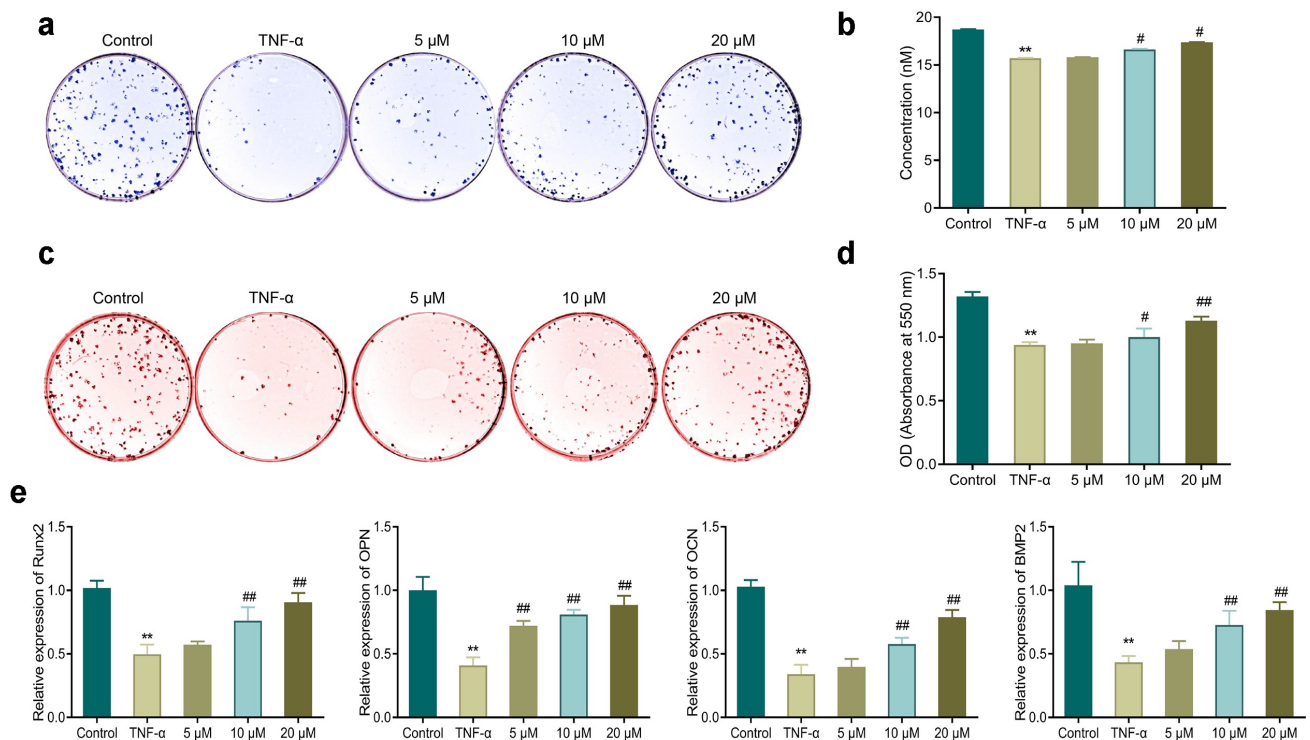 a
Control
TNF-α
5 μM
10 μM
20 μM
b
Concentration (nM)
20
15
10
5
0
**
#
#
Control
TNF-α
5 μM
10 μM
20 μM
c
Control
TNF-α
5 μM
10 μM
20 μM
d
OD (Absorbance at 550 nm)
1.5
1.0
0.5
0.0
**
#
##
Control
TNF-α
5 μM
10 μM
20 μM
e
Relative expression of Runx2
1.5
1.0
0.5
0.0
**
##
##
Control
TNF-α
5 μM
10 μM
20 μM
Relative expression of OPN
1.5
1.0
0.5
0.0
**
##
##
##
Control
TNF-α
5 μM
10 μM
20 μM
Relative expression of OCN
1.5
1.0
0.5
0.0
**
##
##
Control
TNF-α
5 μM
10 μM
20 μM
Relative expression of BMP2
1.5
1.0
0.5
0.0
**
##
##
Control
TNF-α
5 μM
10 μM
20 μM